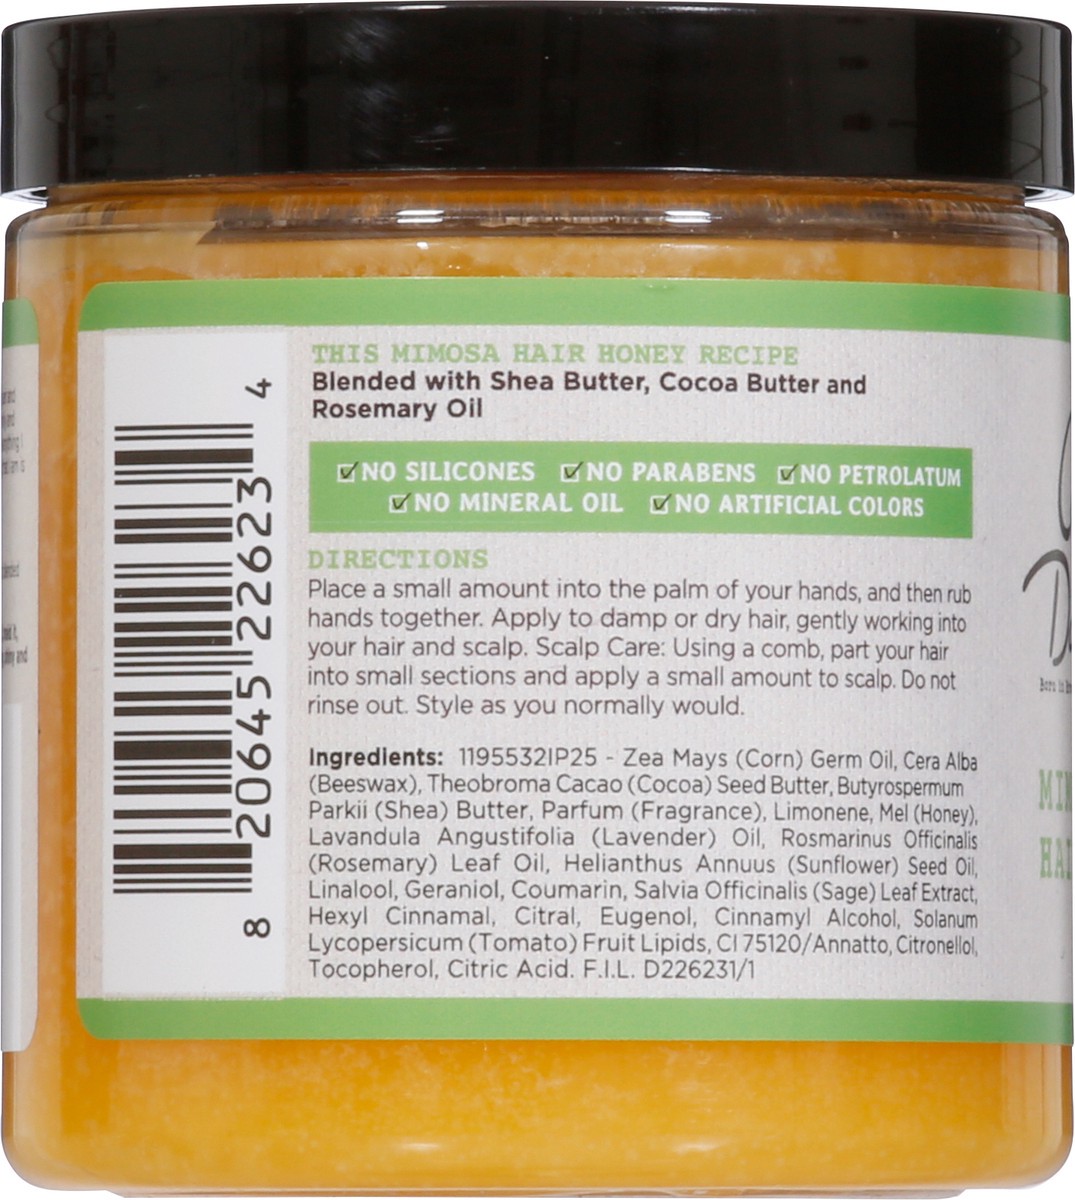 THIS MIMOSA HAIR HONEY RECIPE
Blended with Shea Butter, Cocoa Butter and
Rosemary Oil
NO SILICONES NO PARABENS NO PETROLATUM
NO MINERAL OIL NO ARTIFICIAL COLORS
DIRECTIONS
Place a small amount into the palm of your hands, and then rub
hands together. Apply to damp or dry hair, gently working into
your hair and scalp. Scalp Care: Using a comb, part your hair
into small sections and apply a small amount to scalp. Do not
rinse out. Style as you normally would.
Ingredients: 1195532IP25 - Zea Mays (Corn) Germ Oil, Cera Alba
(Beeswax), Theobroma Cacao (Cocoa) Seed Butter, Butyrospermum
Parkii (Shea) Butter, Parfum (Fragrance), Limonene, Mel (Honey),
Lavandula Angustifolia (Lavender) Oil, Rosmarinus Officinalis
(Rosemary) Leaf Oil, Helianthus Annuus (Sunflower) Seed Oil,
Linalool, Geraniol, Coumarin, Salvia Officinalis (Sage) Leaf Extract,
Hexyl Cinnamal, Citral, Eugenol, Cinnamyl Alcohol, Solanum
Lycopersicum (Tomato) Fruit Lipids, CI 75120/Annatto, Citronellol,
Tocopherol, Citric Acid. F.I.L. D226231/1
8 20645 22623 4